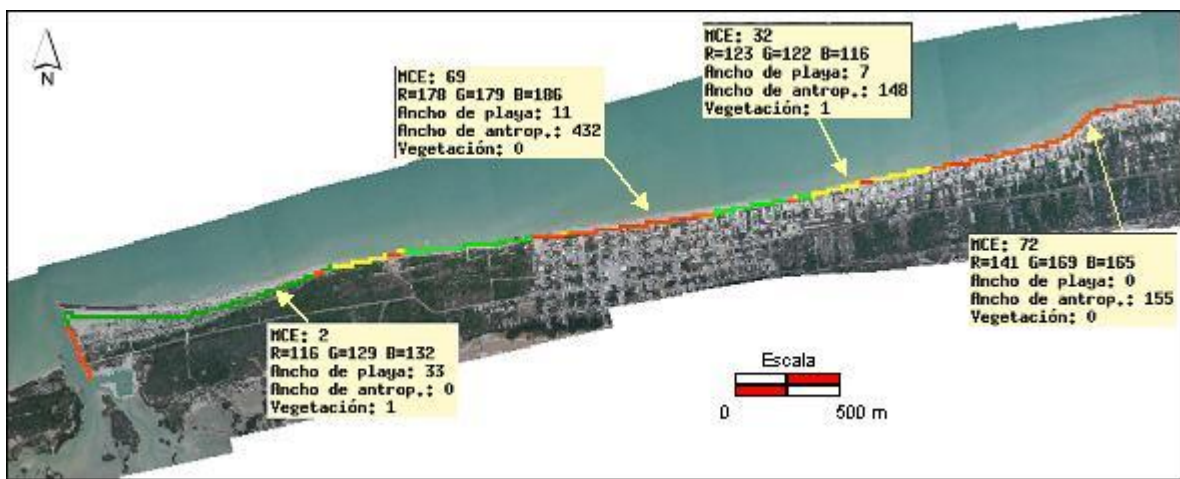 N
MCE: 69
R=178 G=179 B=186
Ancho de playa: 11
Ancho de antrop.: 432
Vegetación: 0
MCE: 32
R=123 G=122 B=116
Ancho de playa: 7
Ancho de antrop.: 148
Vegetación: 1
MCE: 2
R=116 G=129 B=132
Ancho de playa: 33
Ancho de antrop.: 0
Vegetación: 1
MCE: 72
R=141 G=169 B=165
Ancho de playa: 0
Ancho de antrop.: 155
Vegetación: 0
Escala
0 500 m